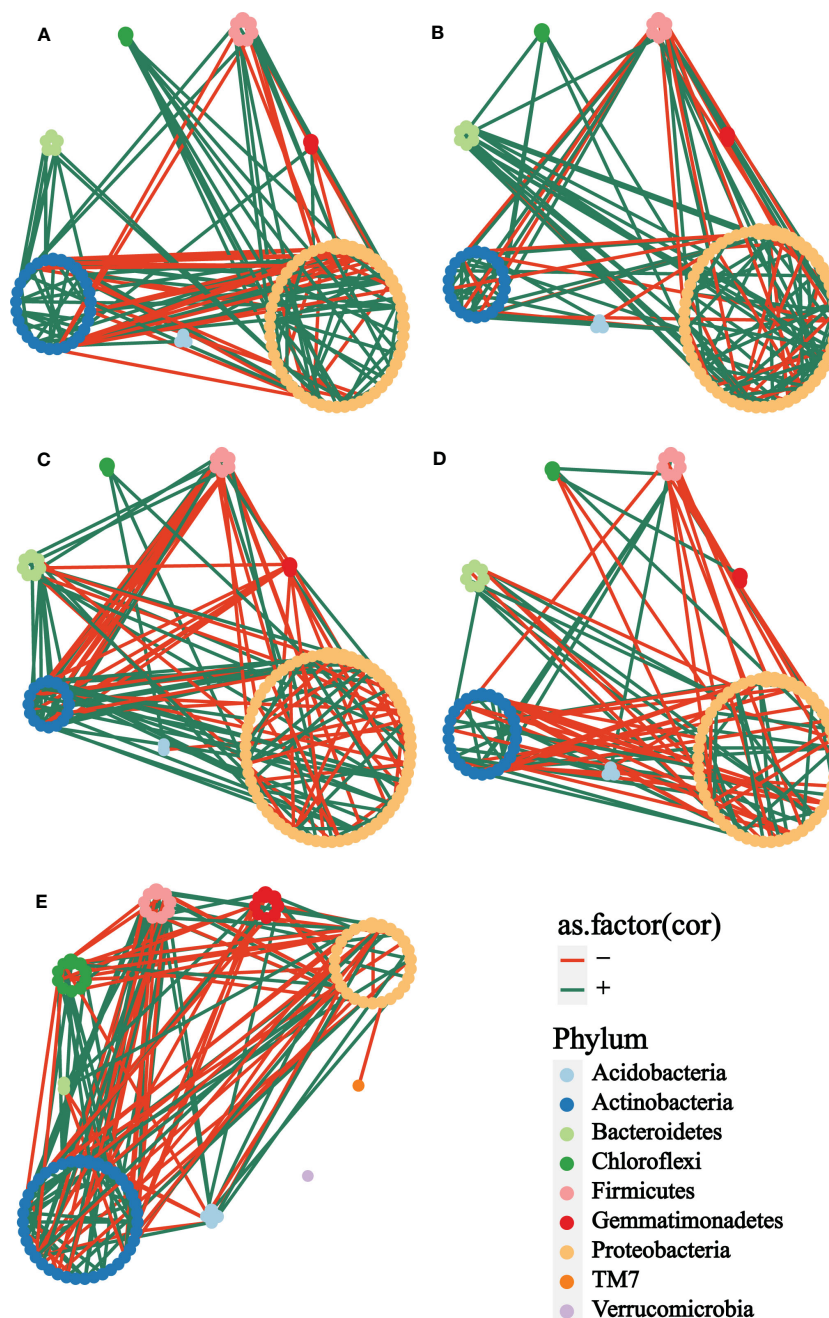 A
B
C
D
E
as.factor(cor)
−
+
Phylum
Acidobacteria
Actinobacteria
Bacteroidetes
Chloroflexi
Firmicutes
Gemmatimonadetes
Proteobacteria
TM7
Verrucomicrobia